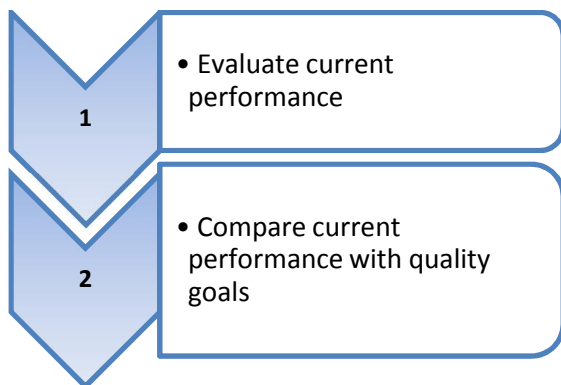 1
• Evaluate current
performance
2
• Compare current
performance with quality
goals